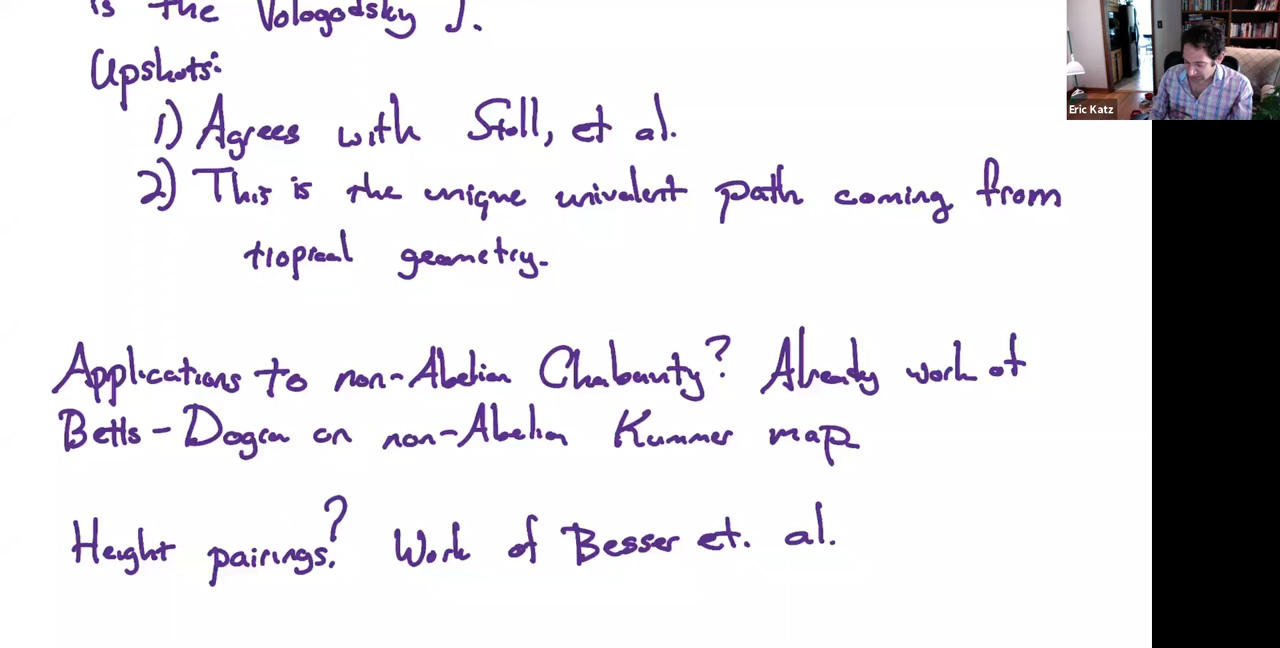 is the Vologodsky ∫.
Upshots:
1) Agrees with Stoll, et al.
2) This is the unique univalent path coming from
tropical geometry.
Applications to non-Abelian Chabauty? Already work of
Betts-Dogra on non-Abelian Kummer map
Height pairings? Work of Besser et. al.
Eric Katz